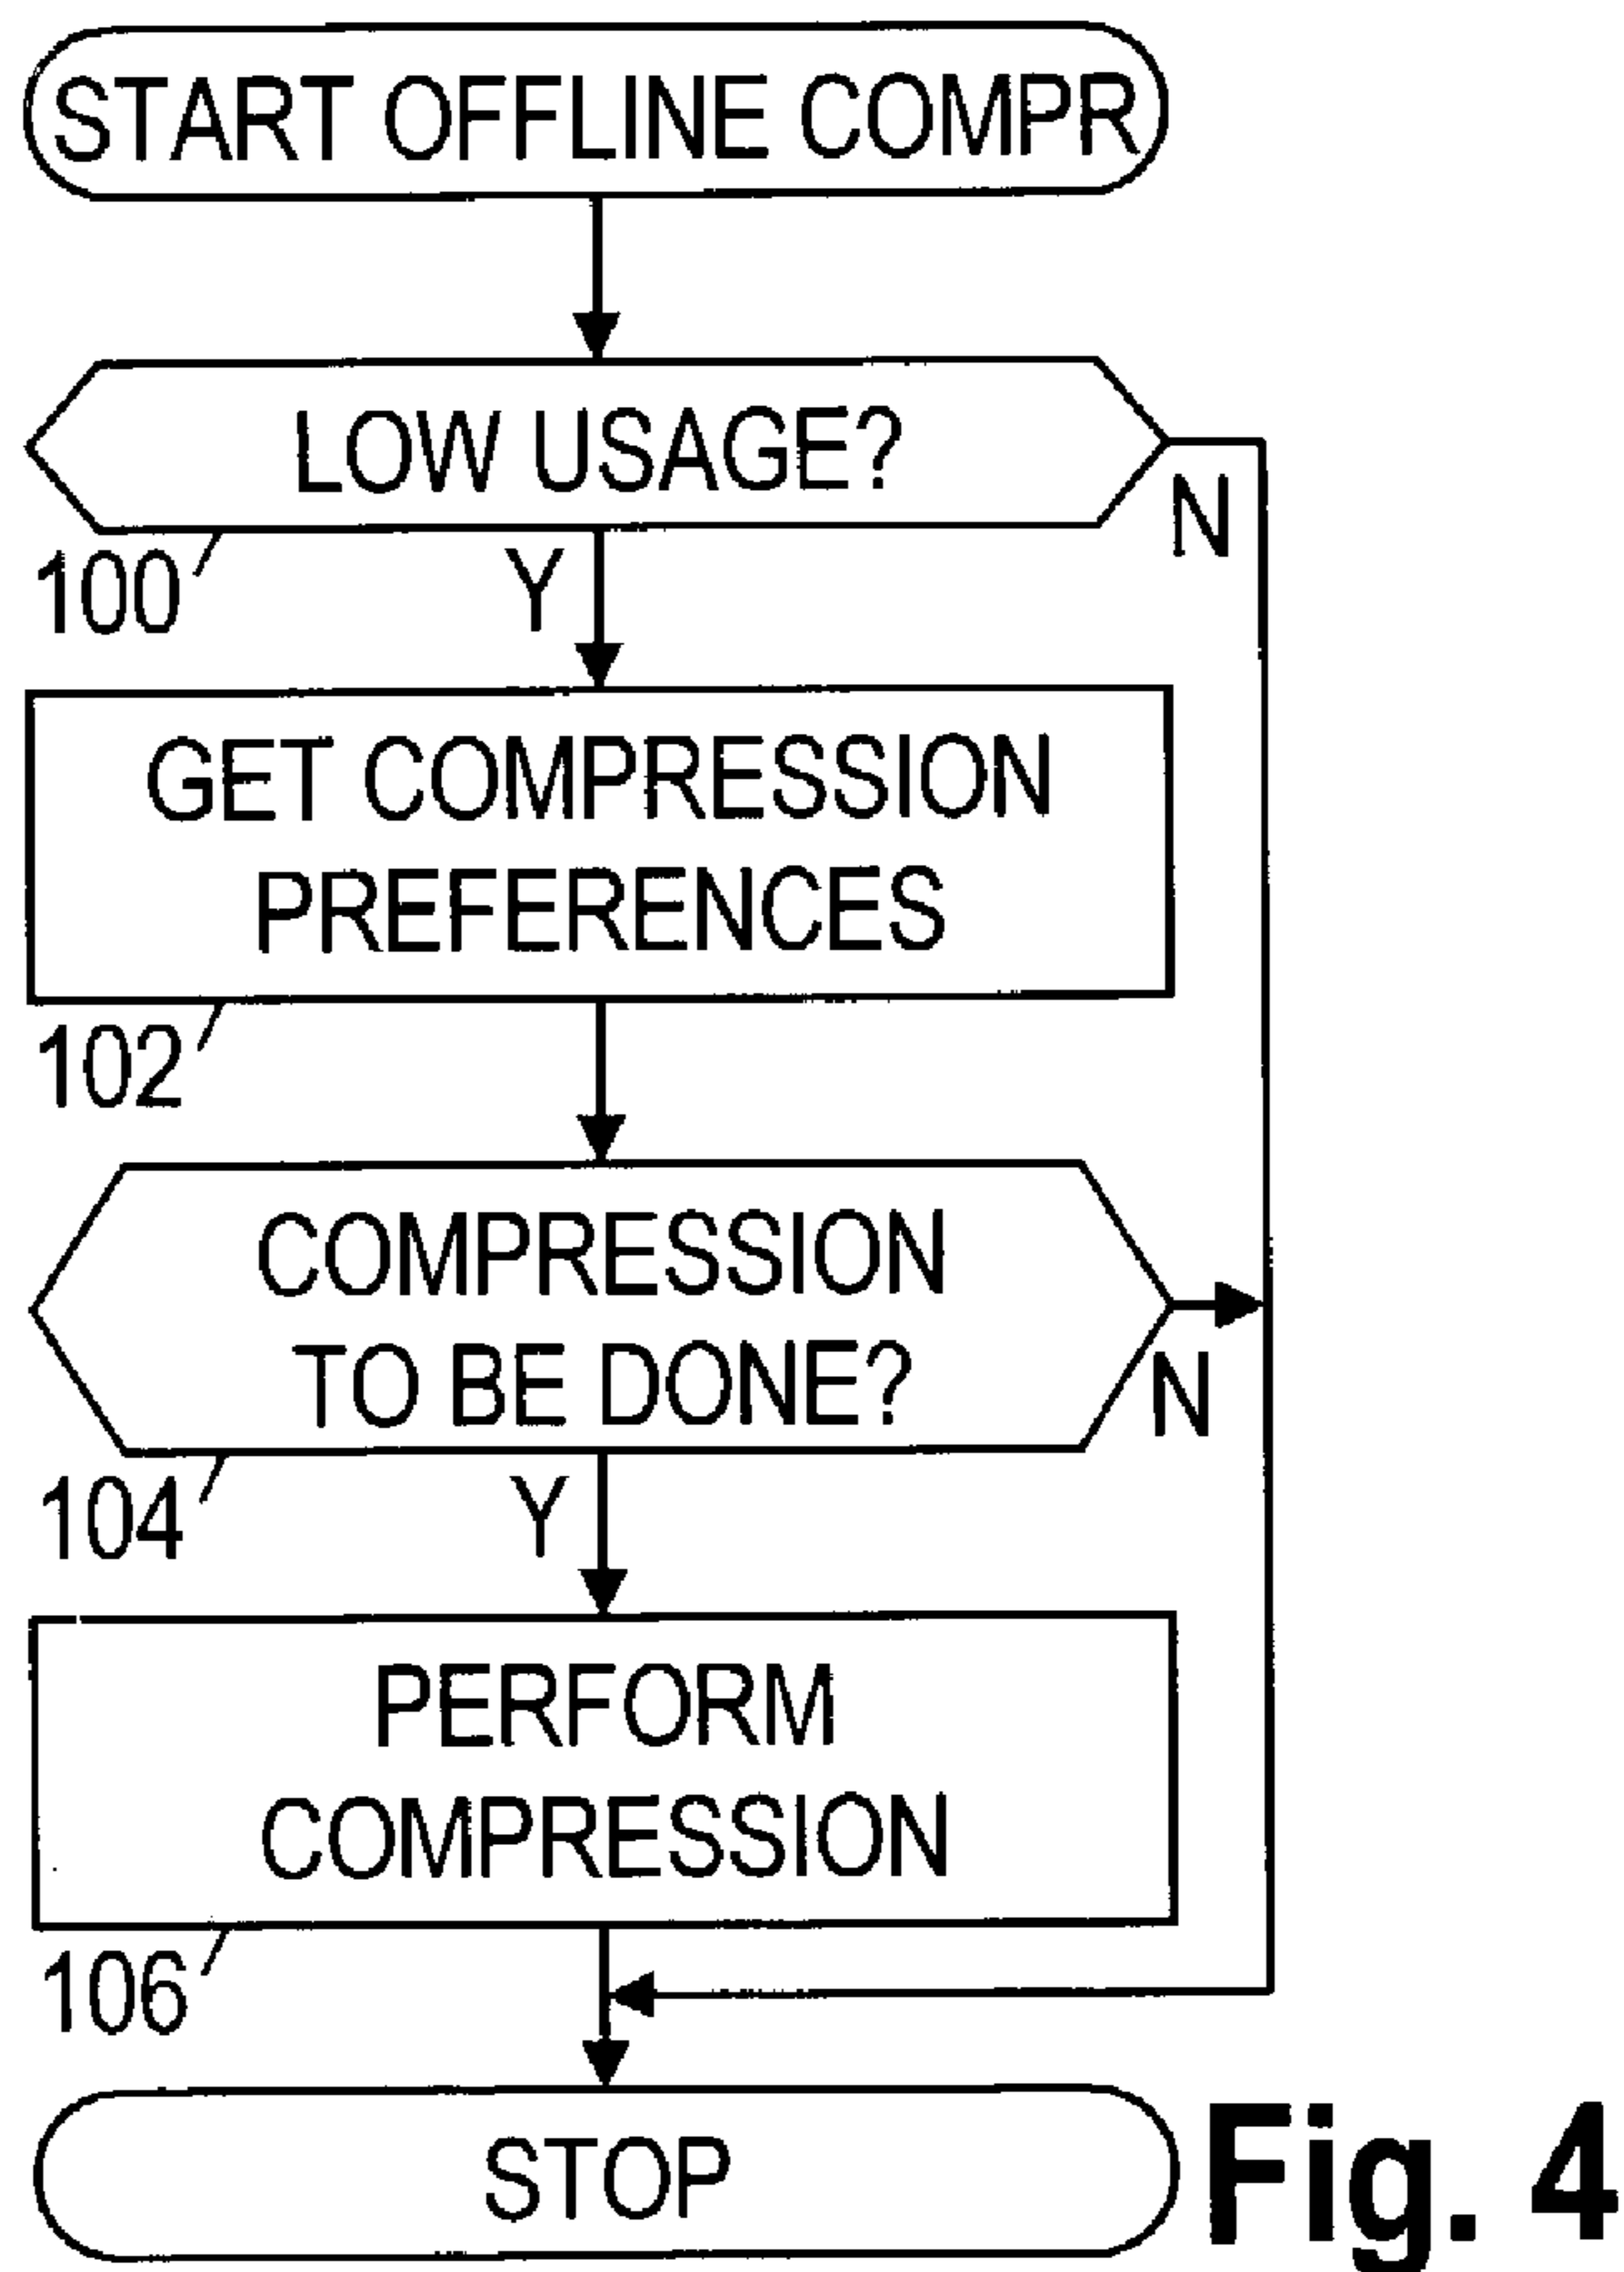 START OFFLINE COMPR
LOW USAGE?
N
100
Y
GET COMPRESSION
PREFERENCES
102
COMPRESSION
TO BE DONE?
N
104
Y
PERFORM
COMPRESSION
106
STOP
Fig. 4